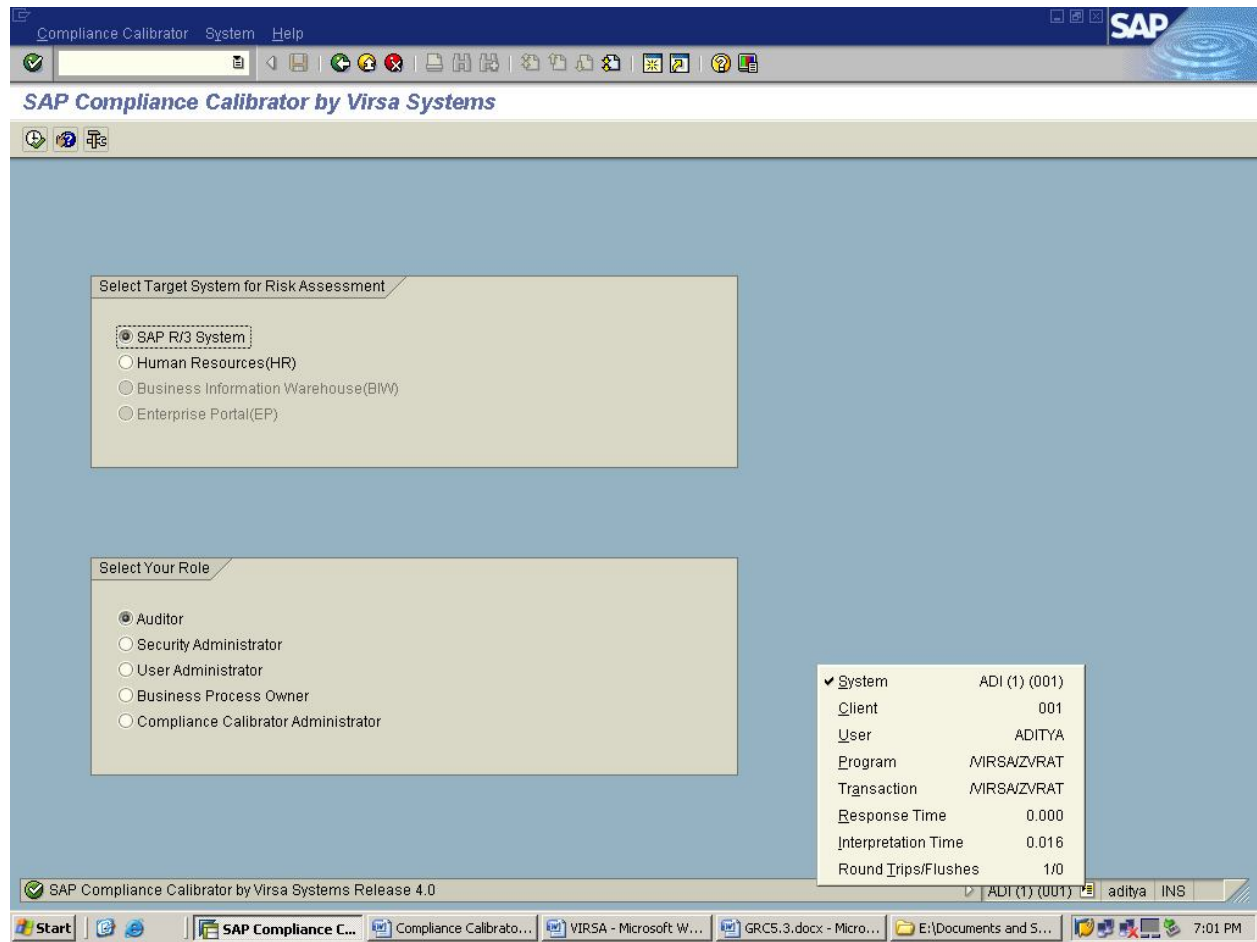 Compliance Calibrator System Help
SAP
SAP Compliance Calibrator by Virsa Systems
Select Target System for Risk Assessment
SAP R/3 System
Human Resources(HR)
Business Information Warehouse(BIW)
Enterprise Portal(EP)
Select Your Role
Auditor
Security Administrator
User Administrator
Business Process Owner
Compliance Calibrator Administrator
System ADI (1) (001)
Client 001
User ADITYA
Program /VIRSA/ZVRAT
Transaction /VIRSA/ZVRAT
Response Time 0.000
Interpretation Time 0.016
Round Trips/Flushes 1/0
SAP Compliance Calibrator by Virsa Systems Release 4.0 ADI (1) (001) aditya INS
Start SAP Compliance C... Compliance Calibrato... VIRSA - Microsoft W... GRC5.3.docx - Micro... E:\Documents and S... 7:01 PM